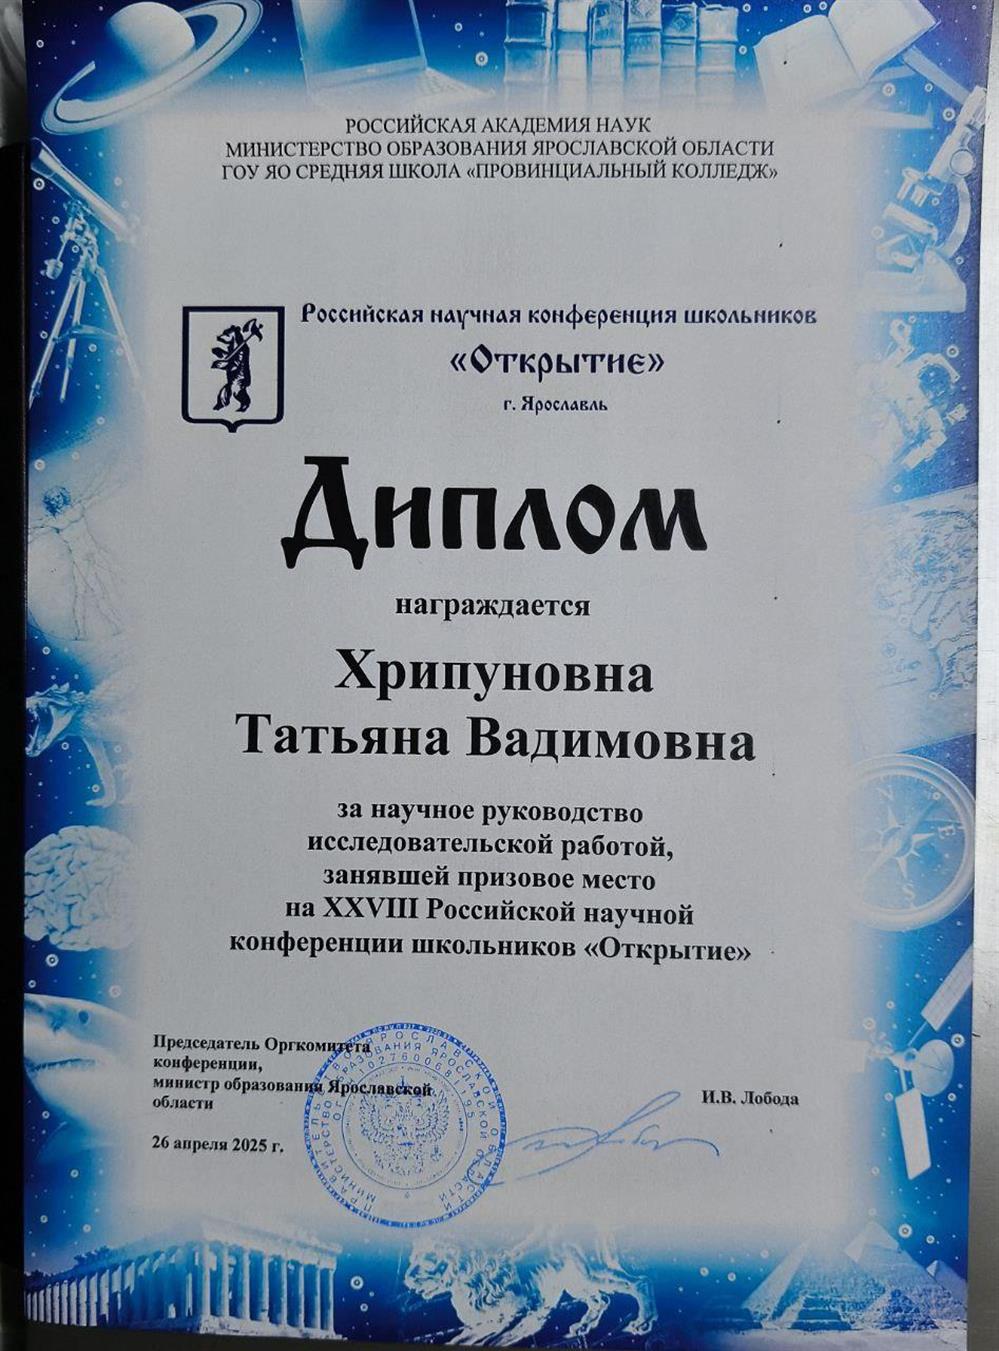 РОССИЙСКАЯ АКАДЕМИЯ НАУК
МИНИСТЕРСТВО ОБРАЗОВАНИЯ ЯРОСЛАВСКОЙ ОБЛАСТИ
ГОУ ЯО СРЕДНЯЯ ШКОЛА «ПРОВИНЦИАЛЬНЫЙ КОЛЛЕДЖ»
Российская научная конференция школьников
«Открытие»
г. Ярославль
Диплом
награждается
Хрипуновна
Татьяна Вадимовна
за научное руководство
исследовательской работой,
занявшей призовое место
на XXVIII Российской научной
конференции школьников «Открытие»
Председатель Оргкомитета
конференции,
министр образования Ярославской
области
И.В. Лобода
26 апреля 2025 г.